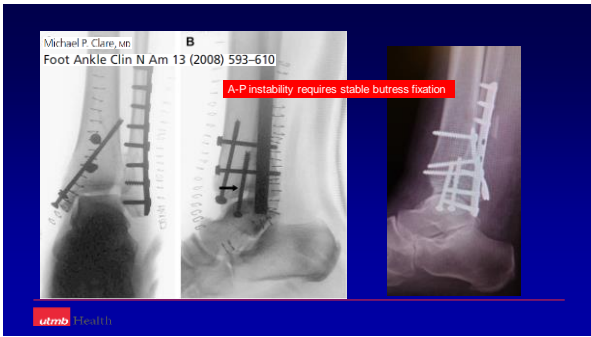 Michael P. Clare, MD
B
Foot Ankle Clin N Am 13 (2008) 593–610
A-P instability requires stable butress fixation
utmb Health